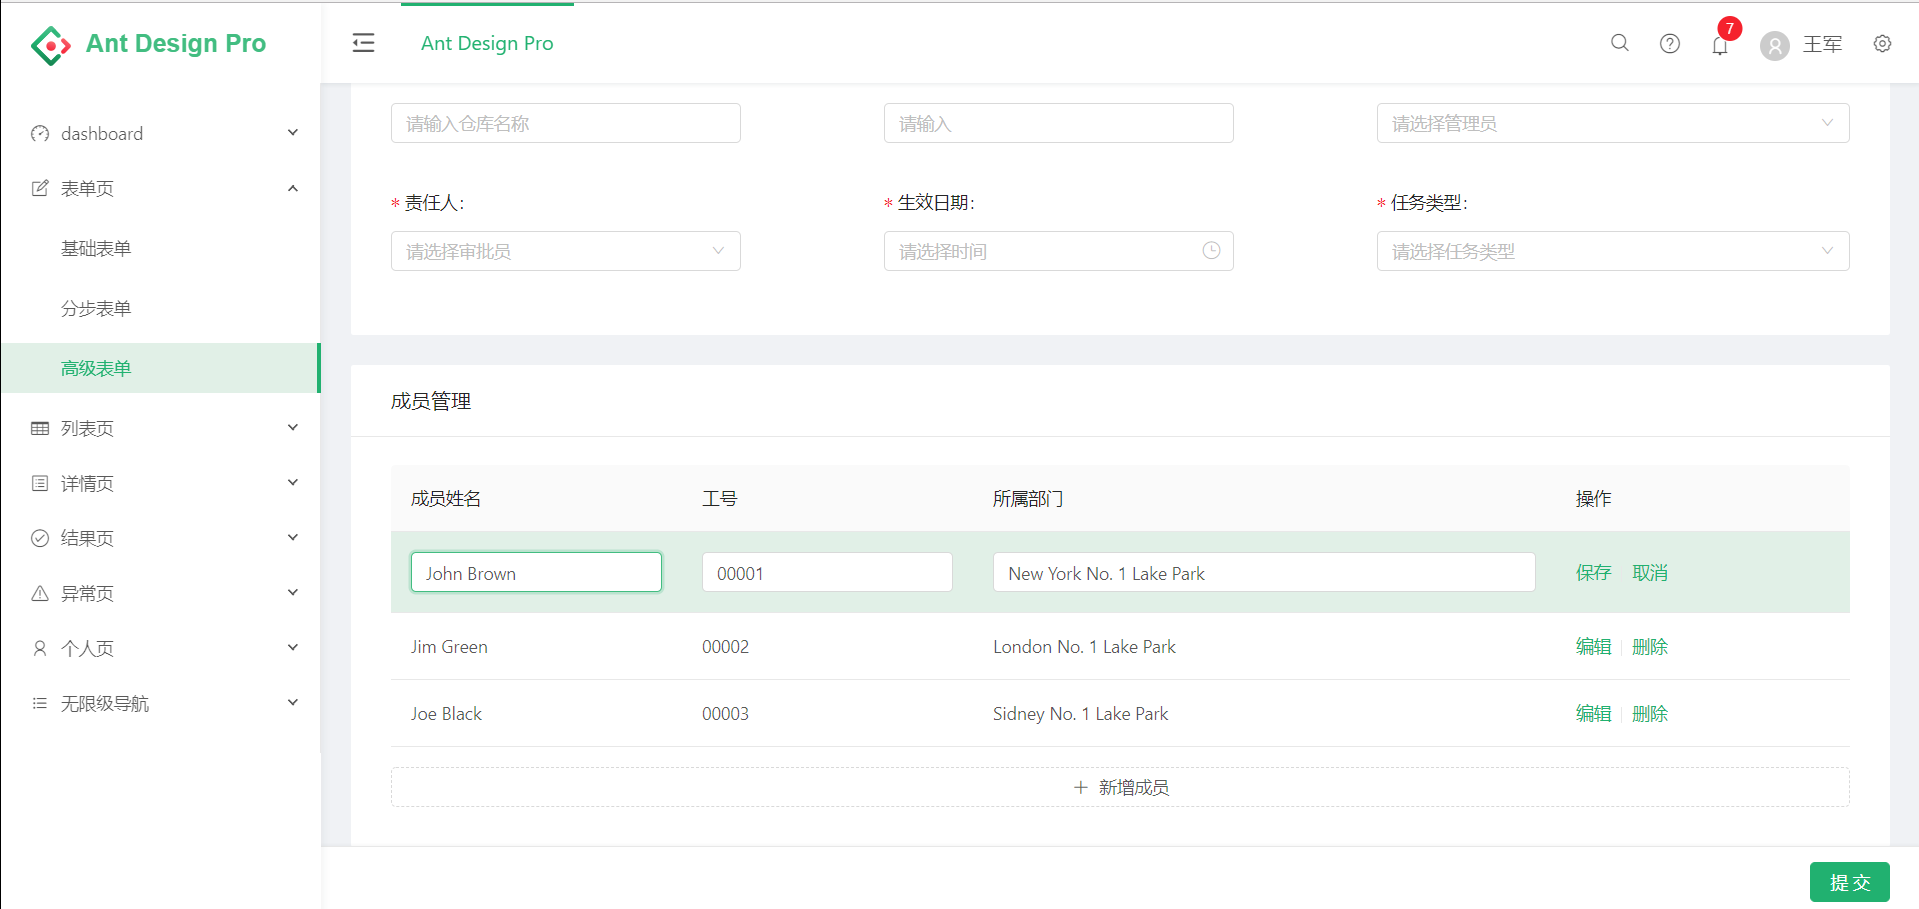 Ant Design Pro
Ant Design Pro
7
王军
dashboard
表单页
基础表单
分步表单
高级表单
列表页
详情页
结果页
异常页
个人页
无限级导航
请输入仓库名称
请输入
请选择管理员
* 责任人:
* 生效日期:
* 任务类型:
请选择审批员
请选择时间
请选择任务类型
成员管理
成员姓名 工号 所属部门 操作
John Brown 00001 New York No. 1 Lake Park 保存 取消
Jim Green 00002 London No. 1 Lake Park 编辑 删除
Joe Black 00003 Sidney No. 1 Lake Park 编辑 删除
+ 新增成员
提 交